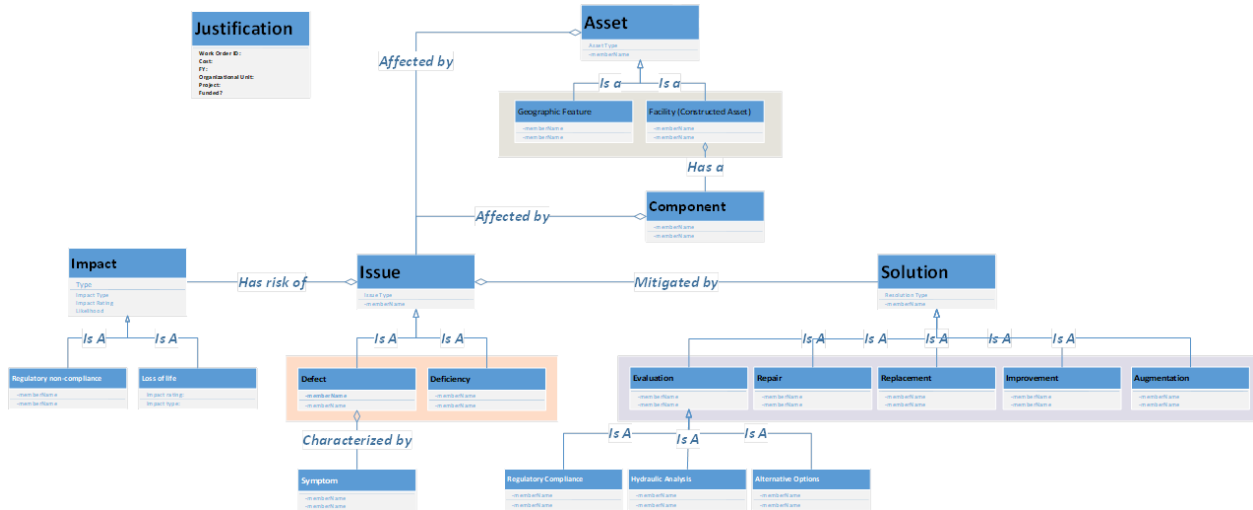 Justification
Work Order ID:
Cost:
FY:
Organizational Unit:
Project:
Funded?
Asset
Asset Type
-memberName
Affected by
Is a
Is a
Geographic Feature
-memberName
-memberName
Facility (Constructed Asset)
-memberName
-memberName
Has a
Component
-memberName
-memberName
Affected by
Impact
Type
Impact Type
Impact Rating
Likelihood
Has risk of
Issue
Issue Type
-memberName
Mitigated by
Solution
Resolution Type
-memberName
Is A
Is A
Is A
Is A
Is A
Is A
Is A
Is A
Is A
Regulatory non-compliance
-memberName
-memberName
Loss of life
Impact rating:
Impact type:
Defect
-memberName
-memberName
Deficiency
-memberName
-memberName
Evaluation
-memberName
-memberName
Repair
-memberName
-memberName
Replacement
-memberName
-memberName
Improvement
-memberName
-memberName
Augmentation
-memberName
-memberName
Characterized by
Is A
Is A
Is A
Symptom
-memberName
-memberName
Regulatory Compliance
-memberName
-memberName
Hydraulic Analysis
-memberName
-memberName
Alternative Options
-memberName
-memberName